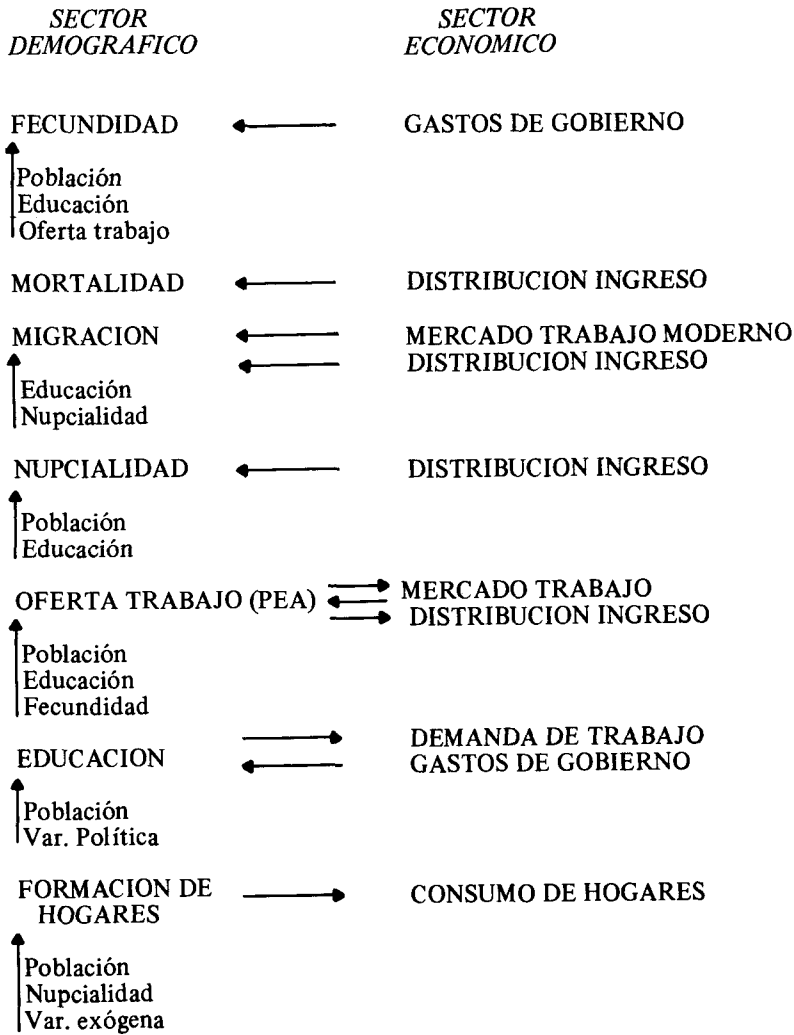 SECTOR DEMOGRAFICO
SECTOR ECONOMICO
FECUNDIDAD
GASTOS DE GOBIERNO
Población
Educación
Oferta trabajo
MORTALIDAD
DISTRIBUCION INGRESO
MIGRACION
MERCADO TRABAJO MODERNO
DISTRIBUCION INGRESO
Educación
Nupcialidad
NUPCIALIDAD
DISTRIBUCION INGRESO
Población
Educación
OFERTA TRABAJO (PEA)
MERCADO TRABAJO
DISTRIBUCION INGRESO
Población
Educación
Fecundidad
EDUCACION
DEMANDA DE TRABAJO
GASTOS DE GOBIERNO
Población
Var. Política
FORMACION DE
HOGARES
CONSUMO DE HOGARES
Población
Nupcialidad
Var. exógena